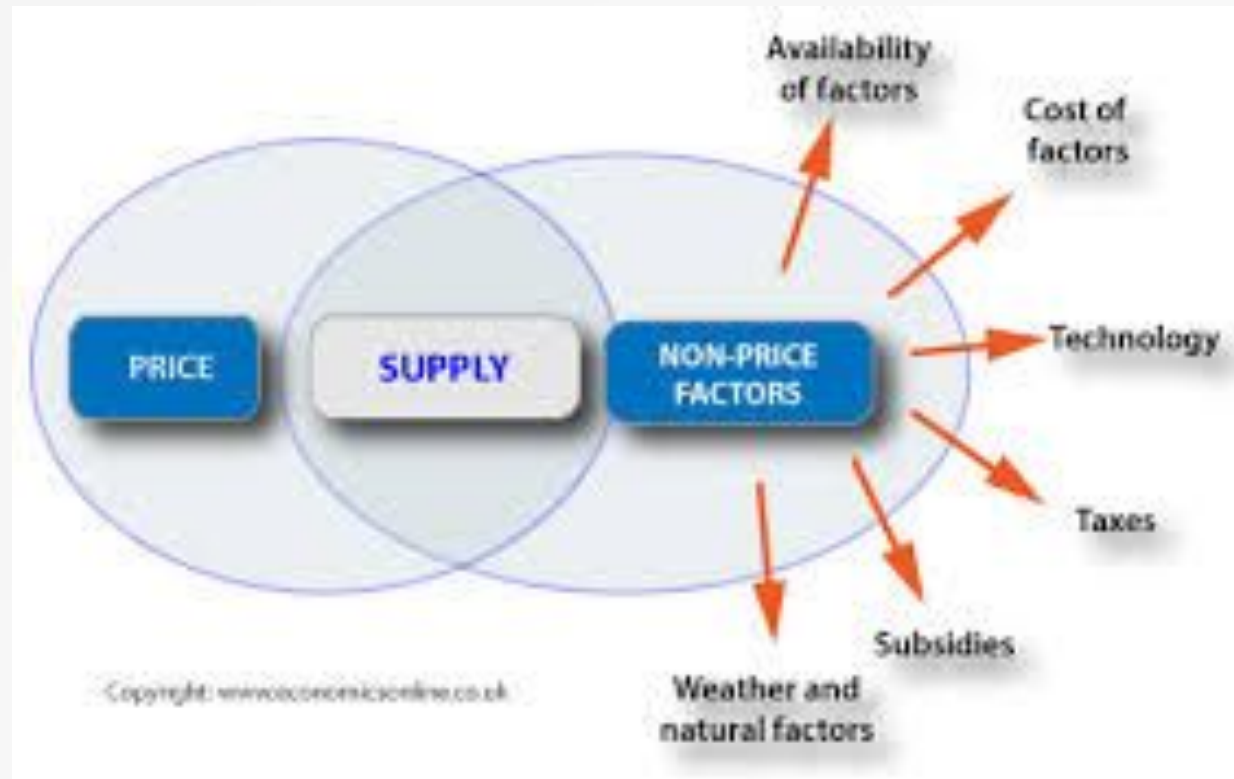 Availability
of factors
Cost of
factors
PRICE
SUPPLY
NON-PRICE
FACTORS
Technology
Taxes
Subsidies
Weather and
natural factors
Copyright: www.economicsonline.co.uk